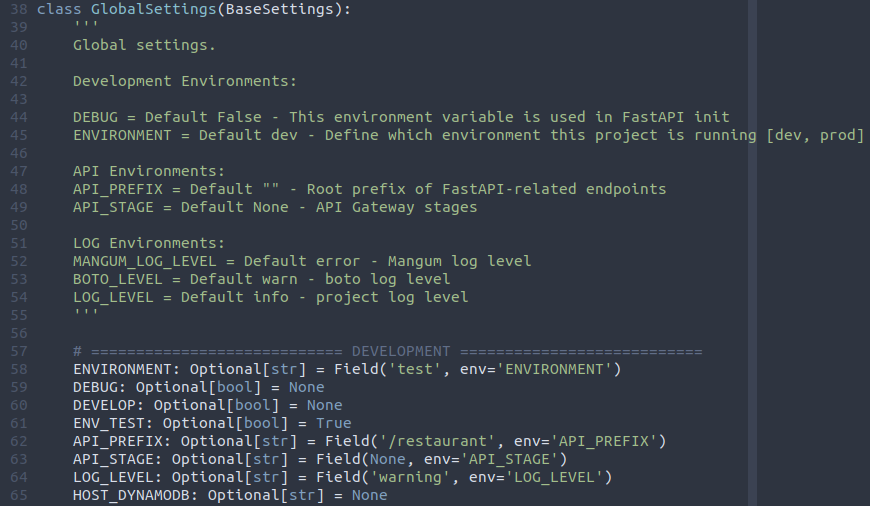 38 class GlobalSettings(BaseSettings):
39     '''
40     Global settings.
41
42     Development Environments:
43
44     DEBUG = Default False - This environment variable is used in FastAPI init
45     ENVIRONMENT = Default dev - Define which environment this project is running [dev, prod]
46
47     API Environments:
48     API_PREFIX = Default "" - Root prefix of FastAPI-related endpoints
49     API_STAGE = Default None - API Gateway stages
50
51     LOG Environments:
52     MANGUM_LOG_LEVEL = Default error - Mangum log level
53     BOTO_LEVEL = Default warn - boto log level
54     LOG_LEVEL = Default info - project log level
55     '''
56
57     # ============================ DEVELOPMENT ===========================
58     ENVIRONMENT: Optional[str] = Field('test', env='ENVIRONMENT')
59     DEBUG: Optional[bool] = None
60     DEVELOP: Optional[bool] = None
61     ENV_TEST: Optional[bool] = True
62     API_PREFIX: Optional[str] = Field('/restaurant', env='API_PREFIX')
63     API_STAGE: Optional[str] = Field(None, env='API_STAGE')
64     LOG_LEVEL: Optional[str] = Field('warning', env='LOG_LEVEL')
65     HOST_DYNAMODB: Optional[str] = None